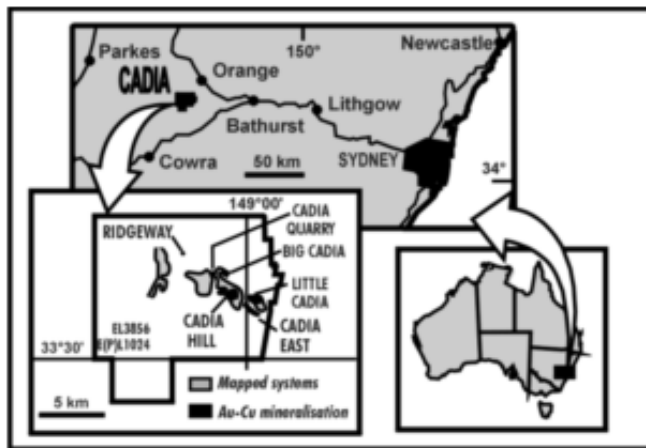 150°
Newcastle
Parkes
Orange
CADIA
Lithgow
Bathurst
SYDNEY
Cowra
50 km
34°
149°00'
CADIA
QUARRY
RIDGEWAY
BIG CADIA
LITTLE
CADIA
CADIA
HILL
CADIA
EAST
EL3856
E(P)L1024
33°30'
Mapped systems
5 km
Au-Cu mineralisation